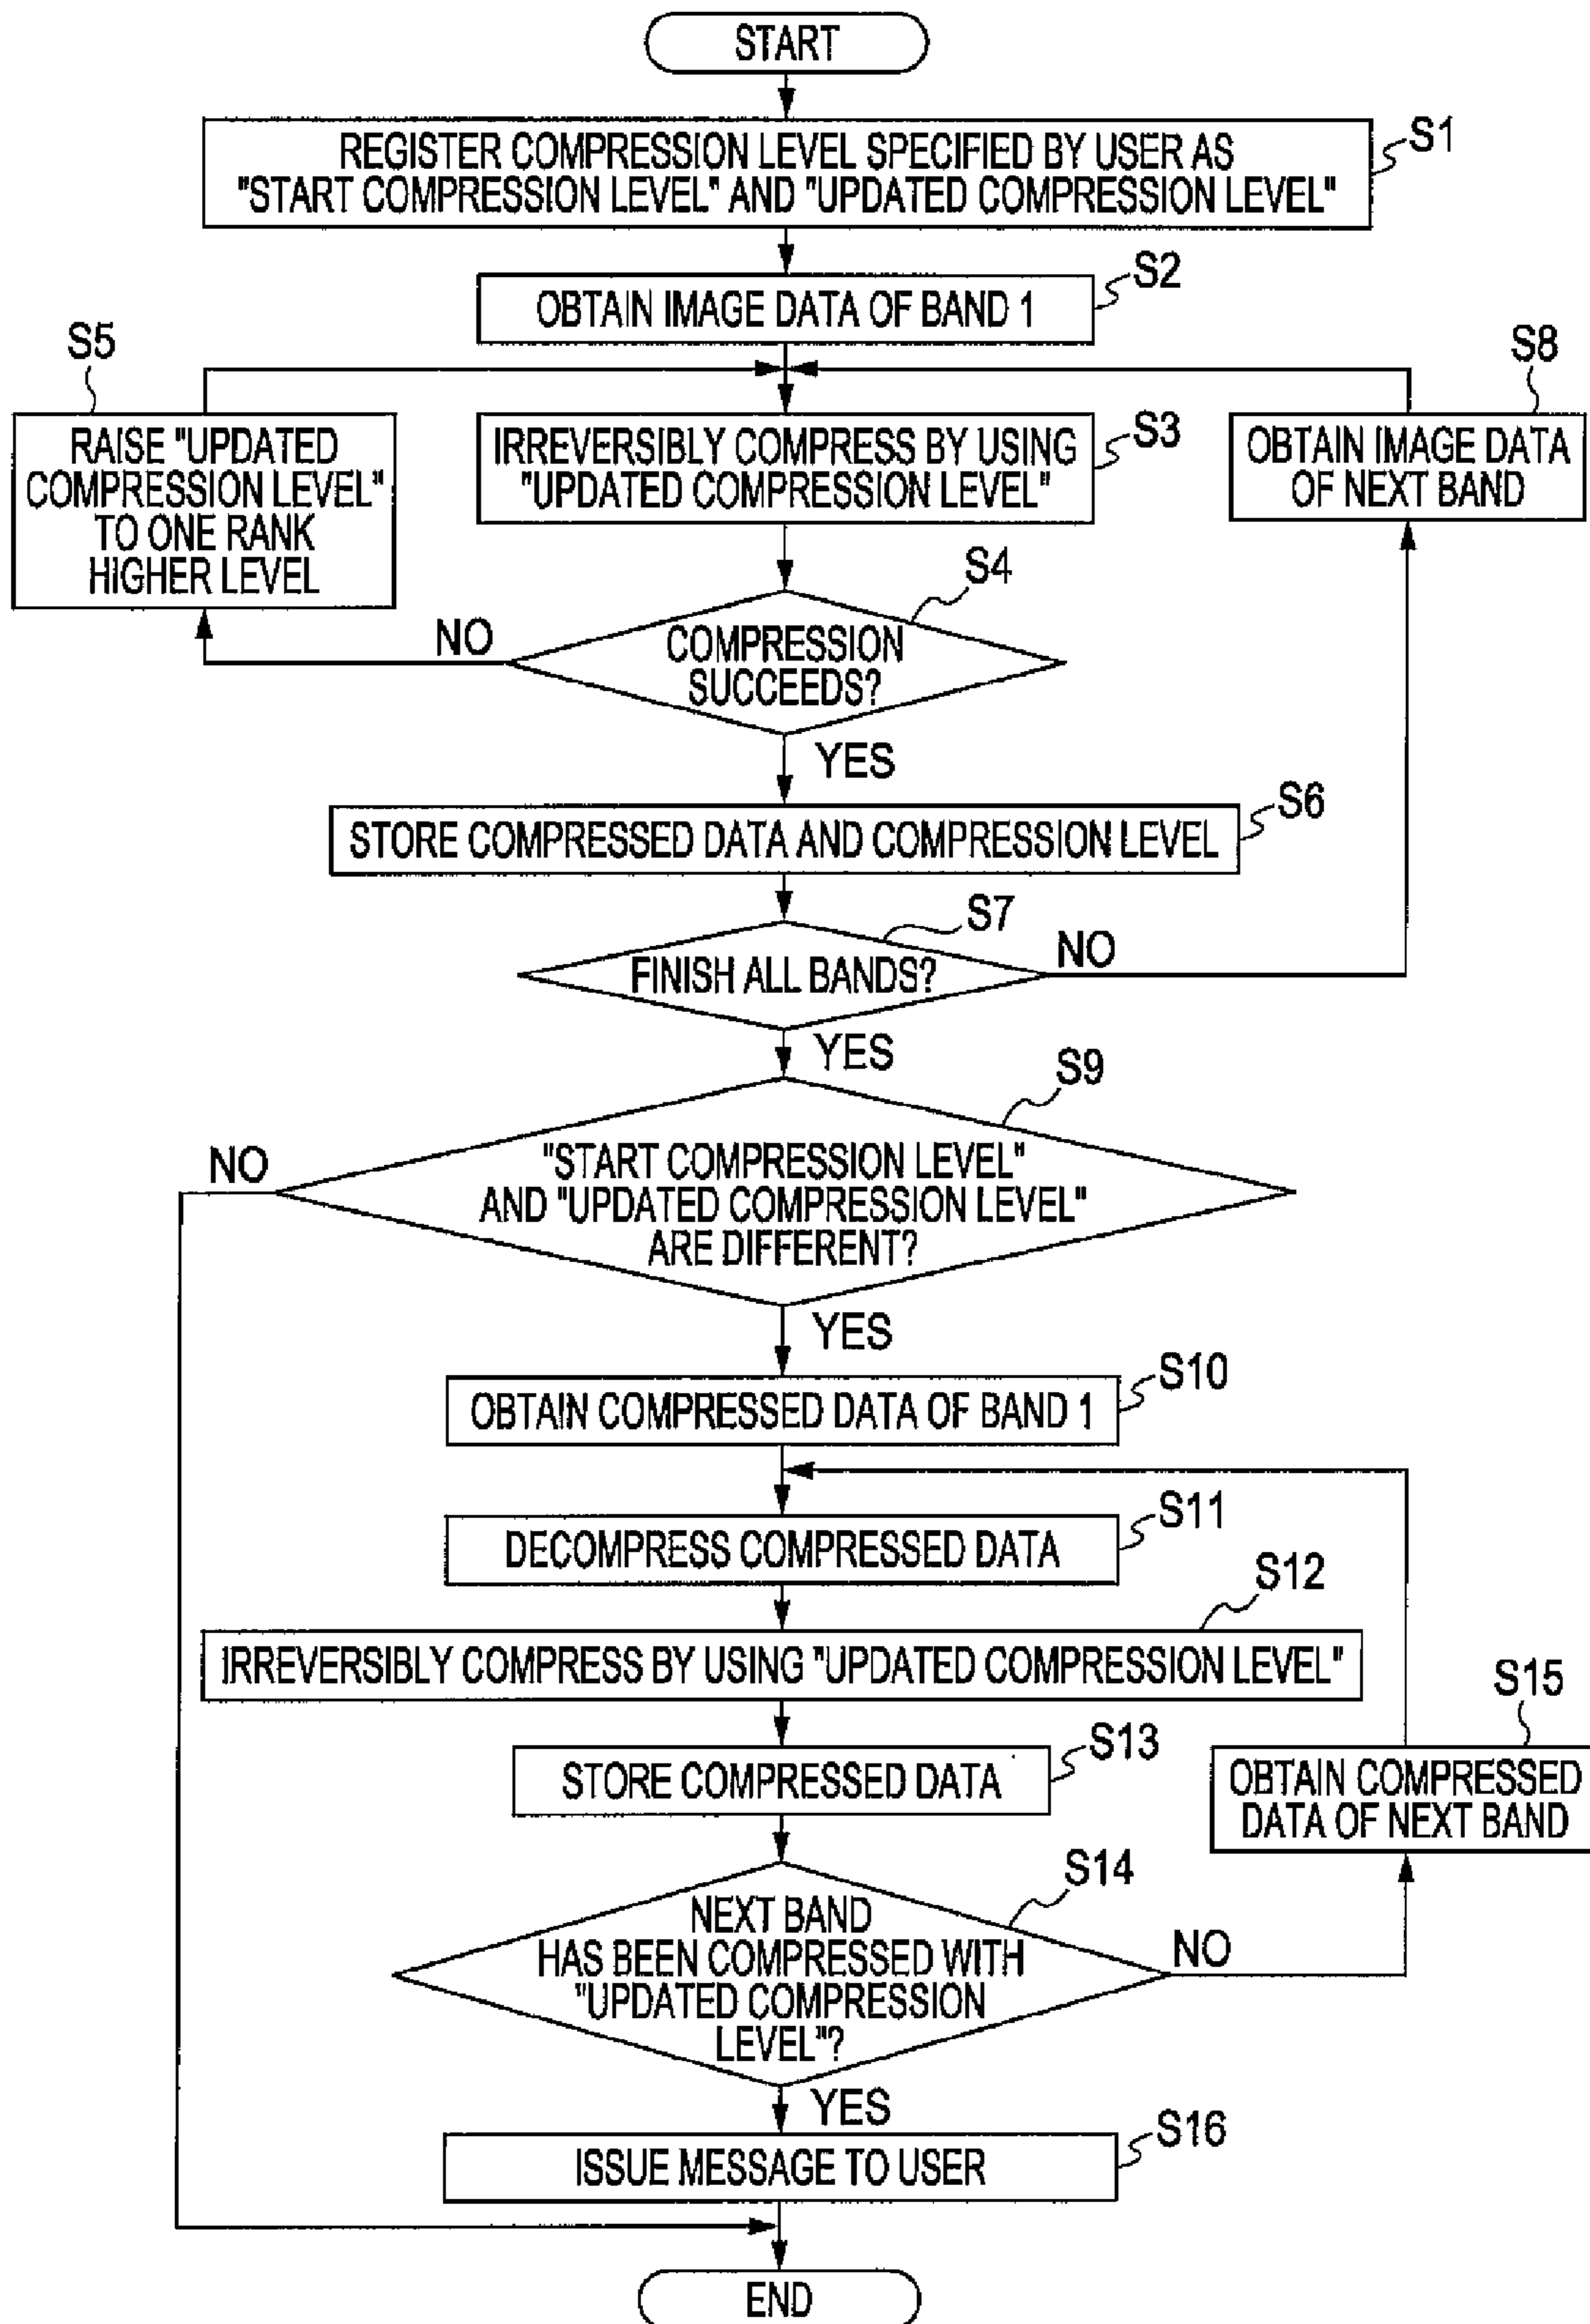 START
REGISTER COMPRESSION LEVEL SPECIFIED BY USER AS
"START COMPRESSION LEVEL" AND "UPDATED COMPRESSION LEVEL"
S1
OBTAIN IMAGE DATA OF BAND 1
S2
S5
RAISE "UPDATED
COMPRESSION LEVEL"
TO ONE RANK
HIGHER LEVEL
IRREVERSIBLY COMPRESS BY USING
"UPDATED COMPRESSION LEVEL"
S3
S8
OBTAIN IMAGE DATA
OF NEXT BAND
S4
COMPRESSION
SUCCEEDS?
NO
YES
STORE COMPRESSED DATA AND COMPRESSION LEVEL
S6
S7
FINISH ALL BANDS?
NO
YES
S9
"START COMPRESSION LEVEL"
AND "UPDATED COMPRESSION LEVEL"
ARE DIFFERENT?
NO
YES
OBTAIN COMPRESSED DATA OF BAND 1
S10
DECOMPRESS COMPRESSED DATA
S11
S12
IRREVERSIBLY COMPRESS BY USING "UPDATED COMPRESSION LEVEL"
STORE COMPRESSED DATA
S13
S15
OBTAIN COMPRESSED
DATA OF NEXT BAND
S14
NEXT BAND
HAS BEEN COMPRESSED WITH
"UPDATED COMPRESSION
LEVEL"?
NO
YES
ISSUE MESSAGE TO USER
S16
END